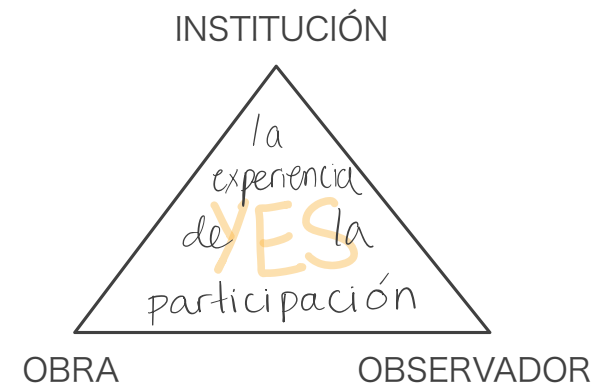 INSTITUCIÓN
la
experiencia
de la
YES
participación
OBRA OBSERVADOR